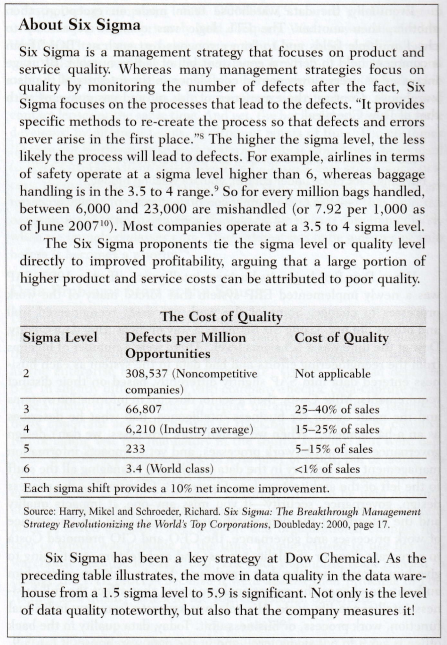 About Six Sigma
Six Sigma is a management strategy that focuses on product and
service quality. Whereas many management strategies focus on
quality by monitoring the number of defects after the fact, Six
Sigma focuses on the processes that lead to the defects. “It provides
specific methods to re-create the process so that defects and errors
never arise in the first place.”⁸ The higher the sigma level, the less
likely the process will lead to defects. For example, airlines in terms
of safety operate at a sigma level higher than 6, whereas baggage
handling is in the 3.5 to 4 range.⁹ So for every million bags handled,
between 6,000 and 23,000 are mishandled (or 7.92 per 1,000 as
of June 2007¹⁰). Most companies operate at a 3.5 to 4 sigma level.
The Six Sigma proponents tie the sigma level or quality level
directly to improved profitability, arguing that a large portion of
higher product and service costs can be attributed to poor quality.
The Cost of Quality
Sigma Level Defects per Million Cost of Quality
Opportunities
2 308,537 (Noncompetitive Not applicable
companies)
3 66,807 25–40% of sales
4 6,210 (Industry average) 15–25% of sales
5 233 5–15% of sales
6 3.4 (World class) <1% of sales
Each sigma shift provides a 10% net income improvement.
Source: Harry, Mikel and Schroeder, Richard. Six Sigma: The Breakthrough Management
Strategy Revolutionizing the World’s Top Corporations, Doubleday: 2000, page 17.
Six Sigma has been a key strategy at Dow Chemical. As the
preceding table illustrates, the move in data quality in the data ware-
house from a 1.5 sigma level to 5.9 is significant. Not only is the level
of data quality noteworthy, but also that the company measures it!